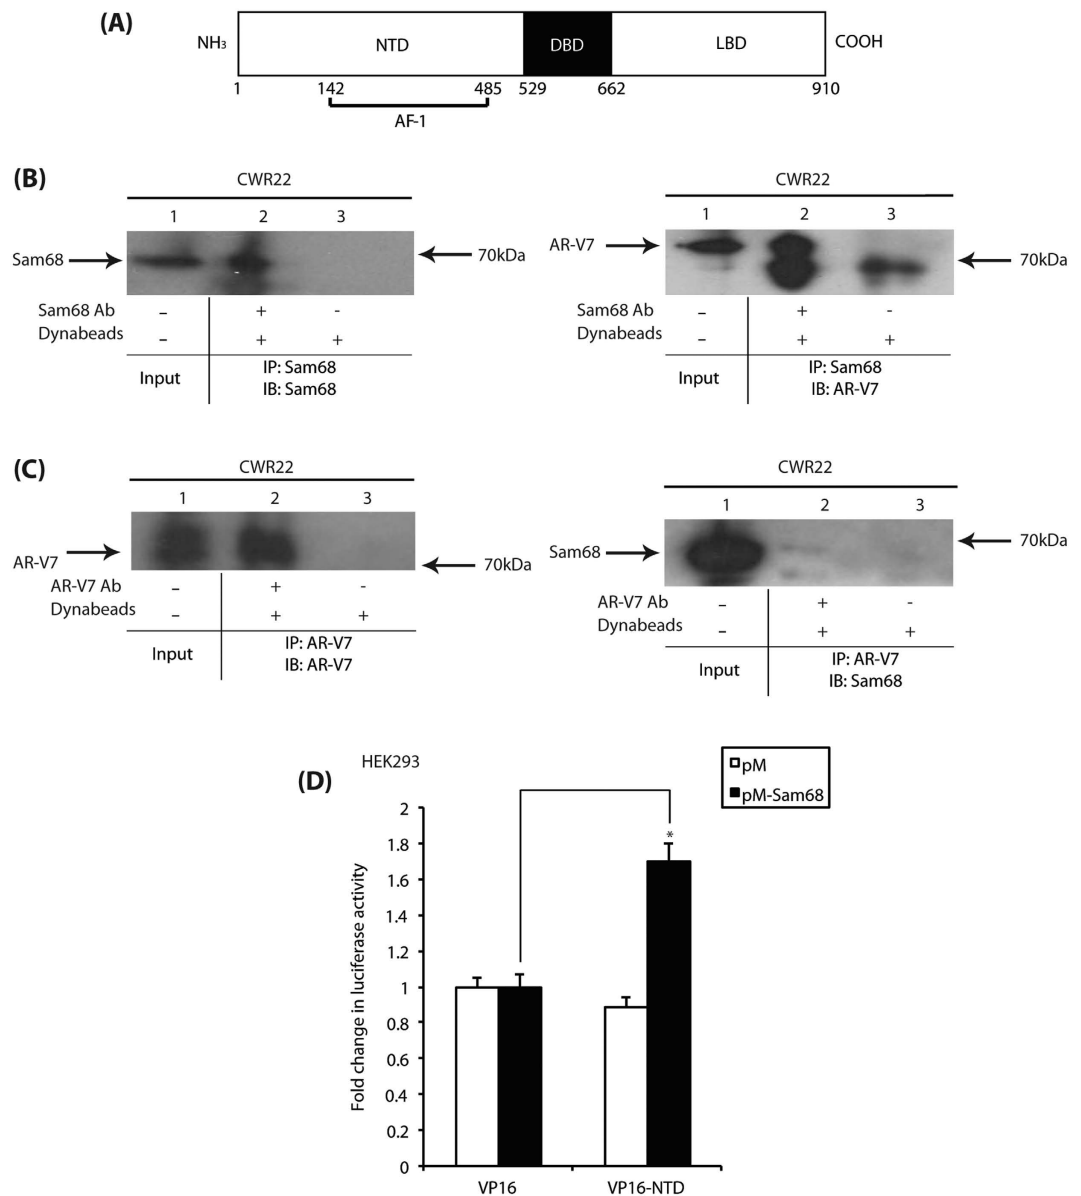 (A)
NH3 NTD DBD LBD COOH
1 142 485 529 662 910
AF-1
(B)
CWR22
1 2 3
Sam68 70kDa
Sam68 Ab – + -
Dynabeads – + +
Input
IP: Sam68
IB: Sam68
CWR22
1 2 3
AR-V7 70kDa
Sam68 Ab – + -
Dynabeads – + +
Input
IP: Sam68
IB: AR-V7
(C)
CWR22
1 2 3
AR-V7 70kDa
AR-V7 Ab – + -
Dynabeads – + +
Input
IP: AR-V7
IB: AR-V7
CWR22
1 2 3
Sam68 70kDa
AR-V7 Ab – + -
Dynabeads – + +
Input
IP: AR-V7
IB: Sam68
(D)
HEK293
pM
pM-Sam68
Fold change in luciferase activity
2
1.8
1.6
1.4
1.2
1
0.8
0.6
0.4
0.2
0
*
VP16 VP16-NTD